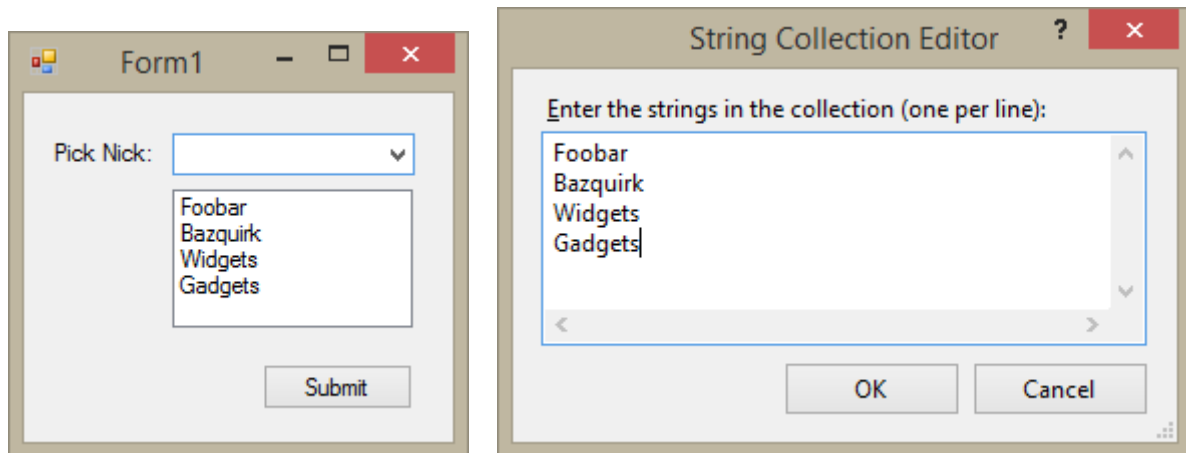 Form1
Pick Nick:
Foobar
Bazquirk
Widgets
Gadgets
Submit
String Collection Editor
?
Enter the strings in the collection (one per line):
Foobar
Bazquirk
Widgets
Gadgets
OK Cancel